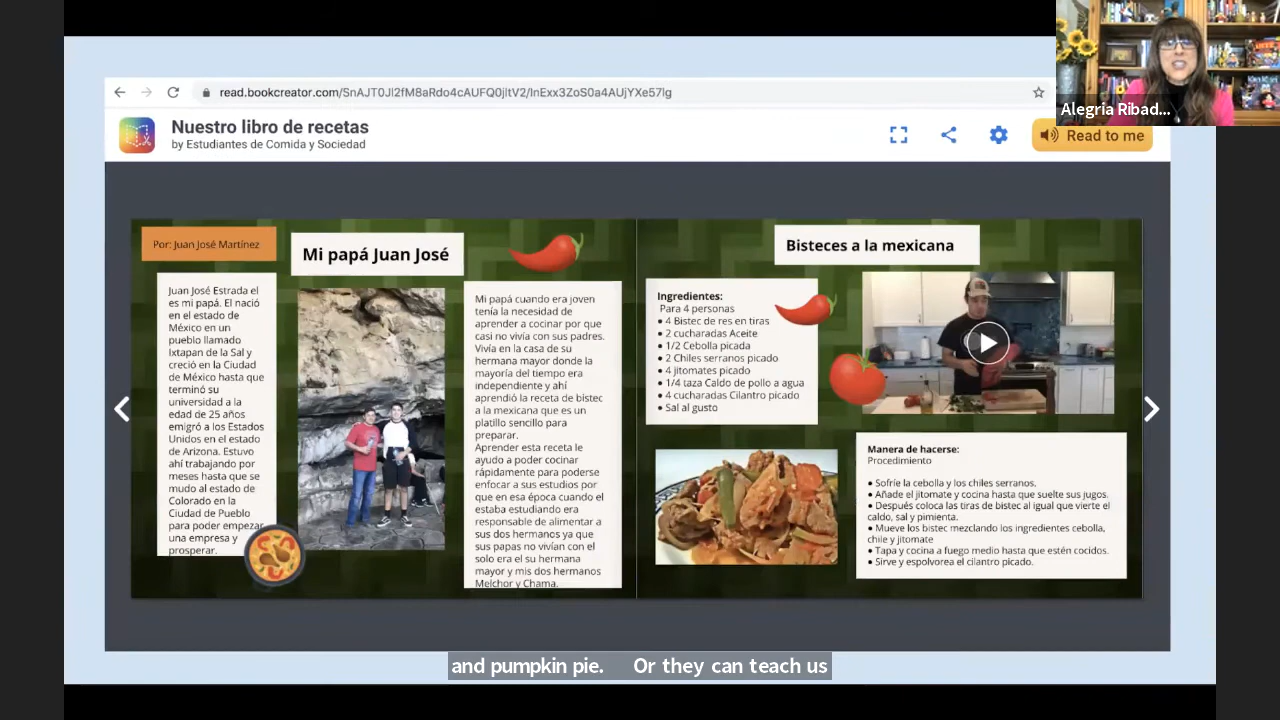 read.bookcreator.com/SnAJT0JI2fM8aRdo4cAUFQ0jItV2/InExx3ZoS0a4AUjYXe57lg
Nuestro libro de recetas
by Estudiantes de Comida y Sociedad
Read to me
Alegria Ribad...
Por: Juan José Martínez
Mi papá Juan José
Juan José Estrada el
es mi papá. El nació
en el estado de
México en un
pueblo llamado
Ixtapan de la Sal y
creció en la Ciudad
de México hasta que
terminó su
universidad a la
edad de 25 años
emigró a los Estados
Unidos en el estado
de Arizona. Estuvo
ahí trabajando por
meses hasta que se
mudo al estado de
Colorado en la
Ciudad de Pueblo
para poder empezar
una empresa y
prosperar.
Mi papá cuando era joven
tenía la necesidad de
aprender a cocinar por que
casi no vivía con sus padres.
Vivía en la casa de su
hermana mayor donde la
mayoría del tiempo era
independiente y ahí
aprendió la receta de bistec
a la mexicana que es un
platillo sencillo para
preparar.
Aprender esta receta le
ayudo a poder cocinar
rápidamente para poderse
enfocar a sus estudios por
que en esa época cuando el
estaba estudiando era
responsable de alimentar a
sus dos hermanos ya que
sus papas no vivían con el
solo era el su hermana
mayor y mis dos hermanos
Melchor y Chama.
Bisteces a la mexicana
Ingredientes:
Para 4 personas
● 4 Bistec de res en tiras
● 2 cucharadas Aceite
● 1/2 Cebolla picada
● 2 Chiles serranos picado
● 4 jitomates picado
● 1/4 taza Caldo de pollo a agua
● 4 cucharadas Cilantro picado
● Sal al gusto
Manera de hacerse:
Procedimiento
● Sofríe la cebolla y los chiles serranos.
● Añade el jitomate y cocina hasta que suelte sus jugos.
● Después coloca las tiras de bistec al igual que vierte el
caldo, sal y pimienta.
● Mueve los bistec mezclando los ingredientes cebolla,
chile y jitomate
● Tapa y cocina a fuego medio hasta que estén cocidos.
● Sirve y espolvorea el cilantro picado.
and pumpkin pie. Or they can teach us